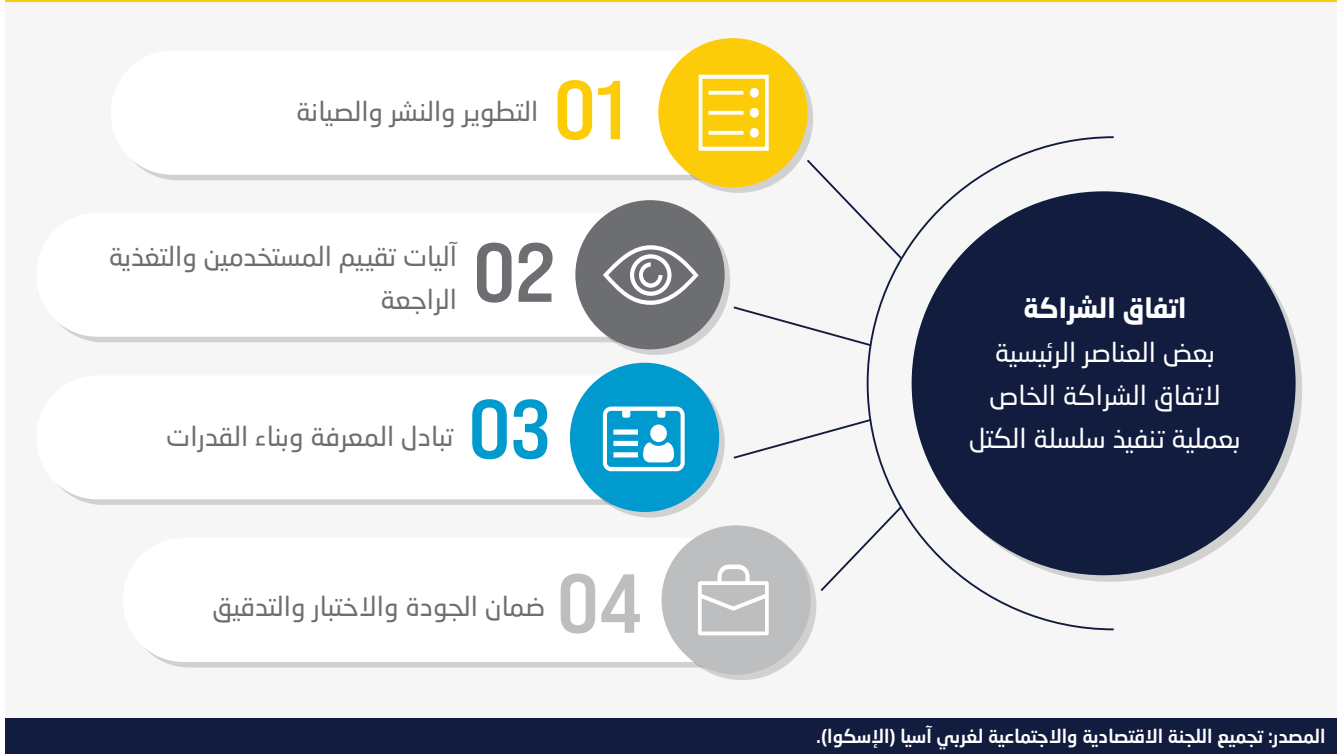 اتفاق الشراكة
بعض العناصر الرئيسية
لاتفاق الشراكة الخاص
بعملية تنفيذ سلسلة الكتل
01 التطوير والنشر والصيانة
02 آليات تقييم المستخدمين والتغذية
الراجعة
03 تبادل المعرفة وبناء القدرات
04 ضمان الجودة والاختبار والتدقيق
المصدر: تجميع اللجنة الاقتصادية والاجتماعية لغربي آسيا (الإسكوا).